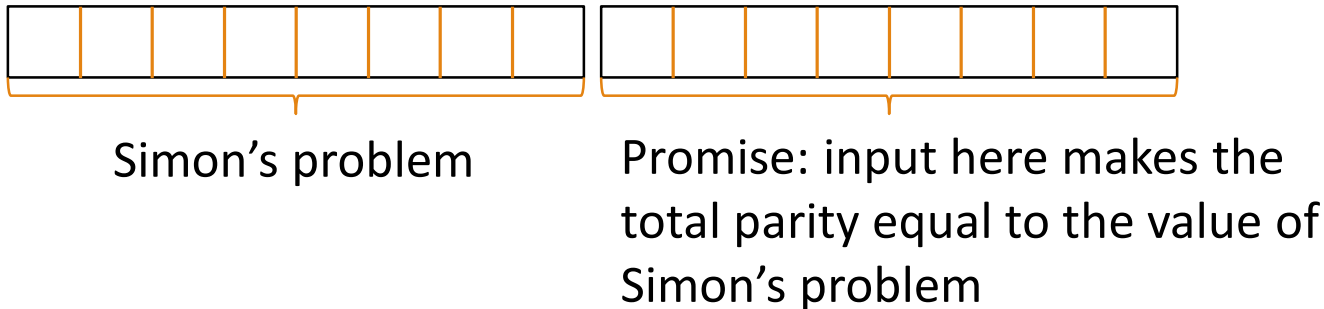 Simon’s problem
Promise: input here makes the
total parity equal to the value of
Simon’s problem